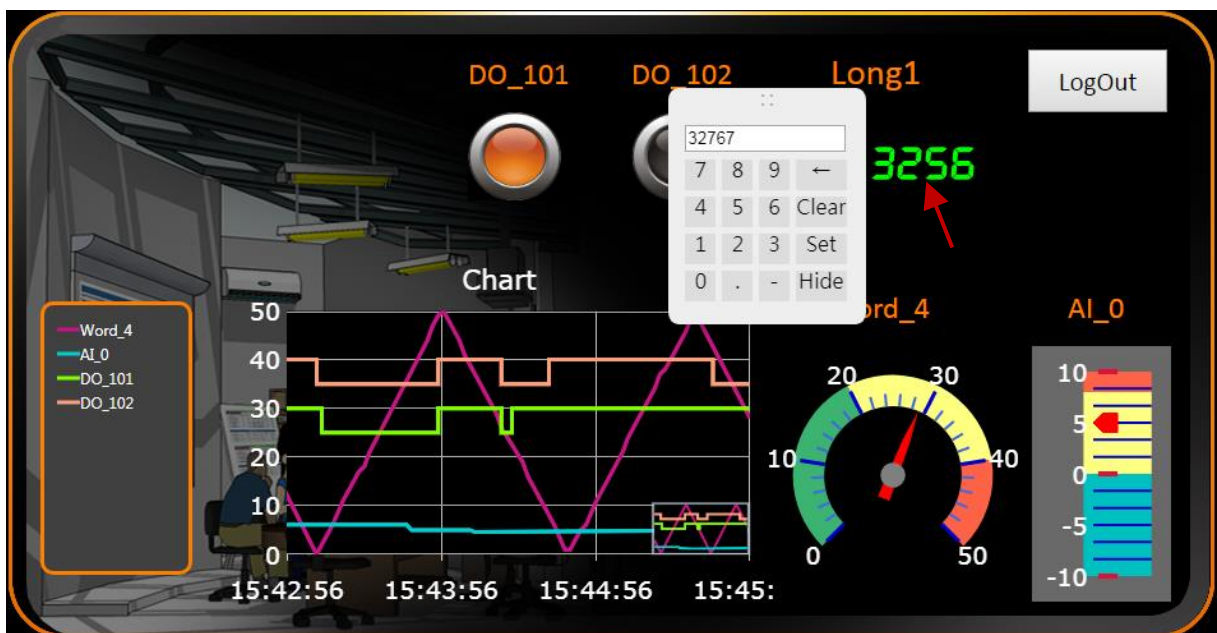 DO_101
DO_102
Long1
LogOut
32767
7 8 9 ←
4 5 6 Clear
1 2 3 Set
0 . - Hide
3256
Chart
Word_4
AI_0
DO_101
DO_102
50
40
30
20
10
0
15:42:56 15:43:56 15:44:56 15:45:
rd_4
0
10
20
30
40
50
AI_0
10
5
0
-5
-10